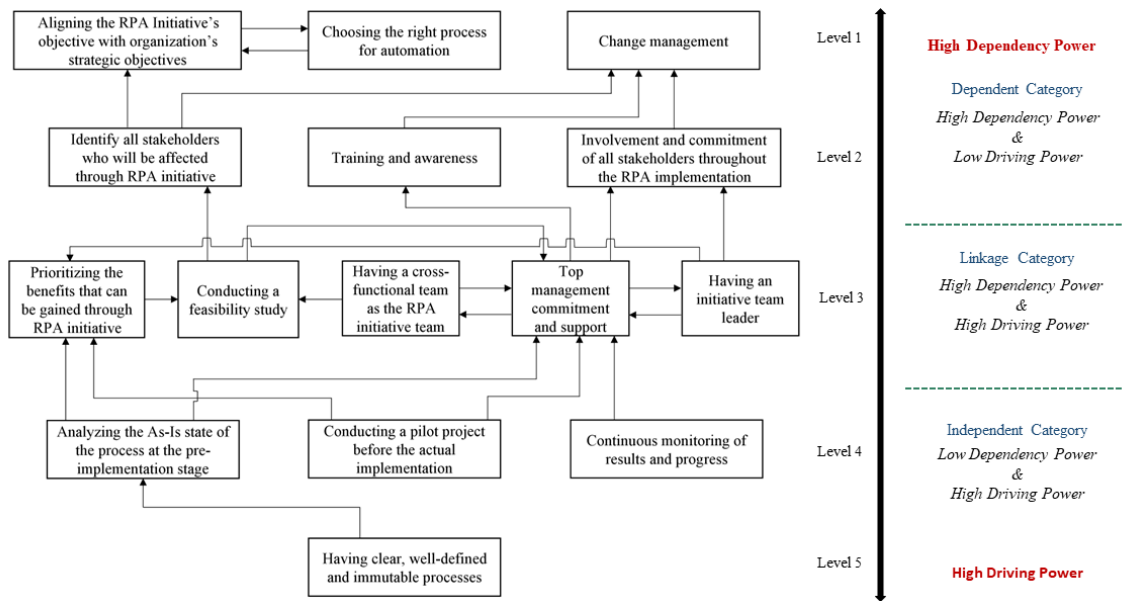 Aligning the RPA Initiative's
objective with organization's
strategic objectives
Choosing the right process
for automation
Change management
Level 1
High Dependency Power
Dependent Category
High Dependency Power
&
Low Driving Power
Identify all stakeholders
who will be affected
through RPA initiative
Training and awareness
Involvement and commitment
of all stakeholders throughout
the RPA implementation
Level 2
Prioritizing the
benefits that can
be gained through
RPA initiative
Conducting a
feasibility study
Having a cross-
functional team
as the RPA
initiative team
Top
management
commitment
and support
Having an
initiative team
leader
Level 3
Linkage Category
High Dependency Power
&
High Driving Power
Analyzing the As-Is state of
the process at the pre-
implementation stage
Conducting a pilot project
before the actual
implementation
Continuous monitoring of
results and progress
Level 4
Independent Category
Low Dependency Power
&
High Driving Power
Having clear, well-defined
and immutable processes
Level 5
High Driving Power